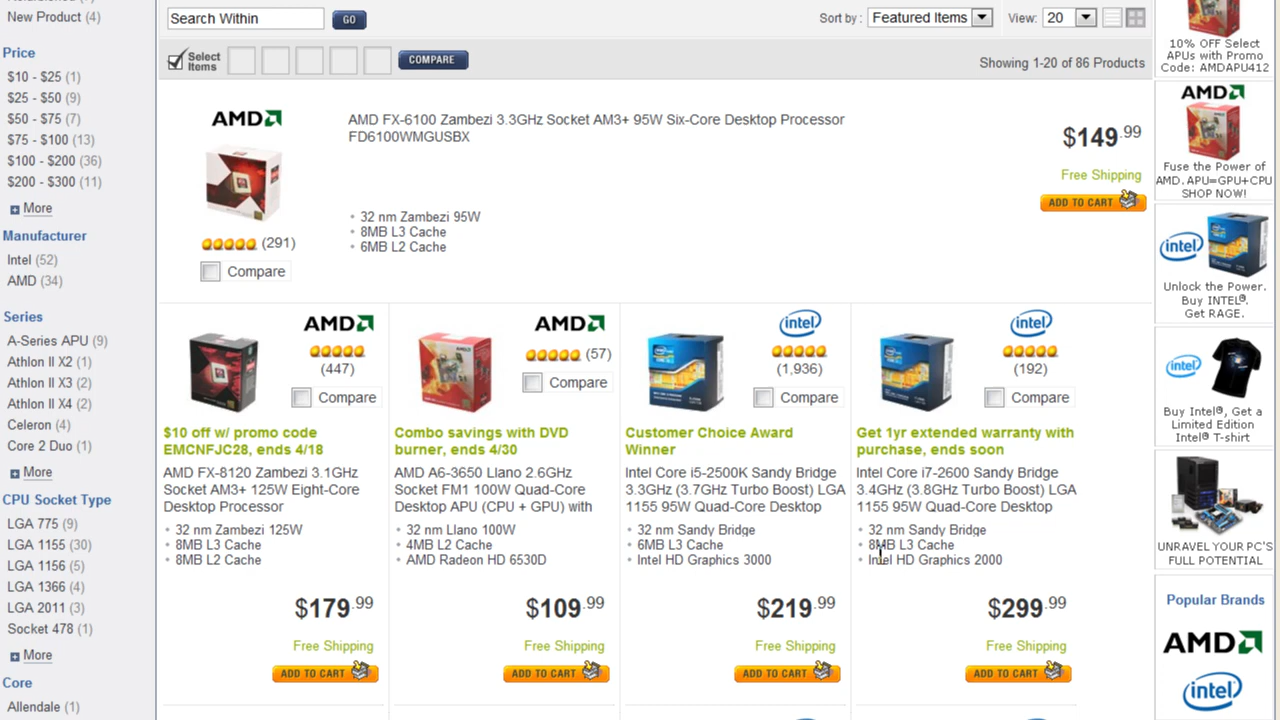 Search Within
GO
Sort by :
Featured Items
View:
20
New Product (4)
Select
Items
COMPARE
Showing 1-20 of 86 Products
Price
$10 - $25 (1)
$25 - $50 (9)
$50 - $75 (7)
$75 - $100 (13)
$100 - $200 (36)
$200 - $300 (11)
More
Manufacturer
Intel (52)
AMD (34)
Series
A-Series APU (9)
Athlon II X2 (1)
Athlon II X3 (2)
Athlon II X4 (2)
Celeron (4)
Core 2 Duo (1)
More
CPU Socket Type
LGA 775 (9)
LGA 1155 (30)
LGA 1156 (5)
LGA 1366 (4)
LGA 2011 (3)
Socket 478 (1)
More
Core
Allendale (1)
AMD
AMD FX-6100 Zambezi 3.3GHz Socket AM3+ 95W Six-Core Desktop Processor
FD6100WMGUSBX
32 nm Zambezi 95W
8MB L3 Cache
6MB L2 Cache
(291)
Compare
$149.99
Free Shipping
ADD TO CART
AMD
(447)
Compare
$10 off w/ promo code
EMCNFJC28, ends 4/18
AMD FX-8120 Zambezi 3.1GHz
Socket AM3+ 125W Eight-Core
Desktop Processor
32 nm Zambezi 125W
8MB L3 Cache
8MB L2 Cache
$179.99
Free Shipping
ADD TO CART
AMD
(57)
Compare
Combo savings with DVD
burner, ends 4/30
AMD A6-3650 Llano 2.6GHz
Socket FM1 100W Quad-Core
Desktop APU (CPU + GPU) with
32 nm Llano 100W
4MB L2 Cache
AMD Radeon HD 6530D
$109.99
Free Shipping
ADD TO CART
intel
(1,936)
Compare
Customer Choice Award
Winner
Intel Core i5-2500K Sandy Bridge
3.3GHz (3.7GHz Turbo Boost) LGA
1155 95W Quad-Core Desktop
32 nm Sandy Bridge
6MB L3 Cache
Intel HD Graphics 3000
$219.99
Free Shipping
ADD TO CART
intel
(192)
Compare
Get 1yr extended warranty with
purchase, ends soon
Intel Core i7-2600 Sandy Bridge
3.4GHz (3.8GHz Turbo Boost) LGA
1155 95W Quad-Core Desktop
32 nm Sandy Bridge
8MB L3 Cache
Intel HD Graphics 2000
$299.99
Free Shipping
ADD TO CART
10% OFF Select
APUs with Promo
Code: AMDAPU412
AMD
Fuse the Power of
AMD. APU=GPU+CPU
SHOP NOW!
intel
Unlock the Power.
Buy INTEL®.
Get RAGE.
intel
Buy Intel®, Get a
Limited Edition
Intel® T-shirt
UNRAVEL YOUR PC'S
FULL POTENTIAL
Popular Brands
AMD
intel